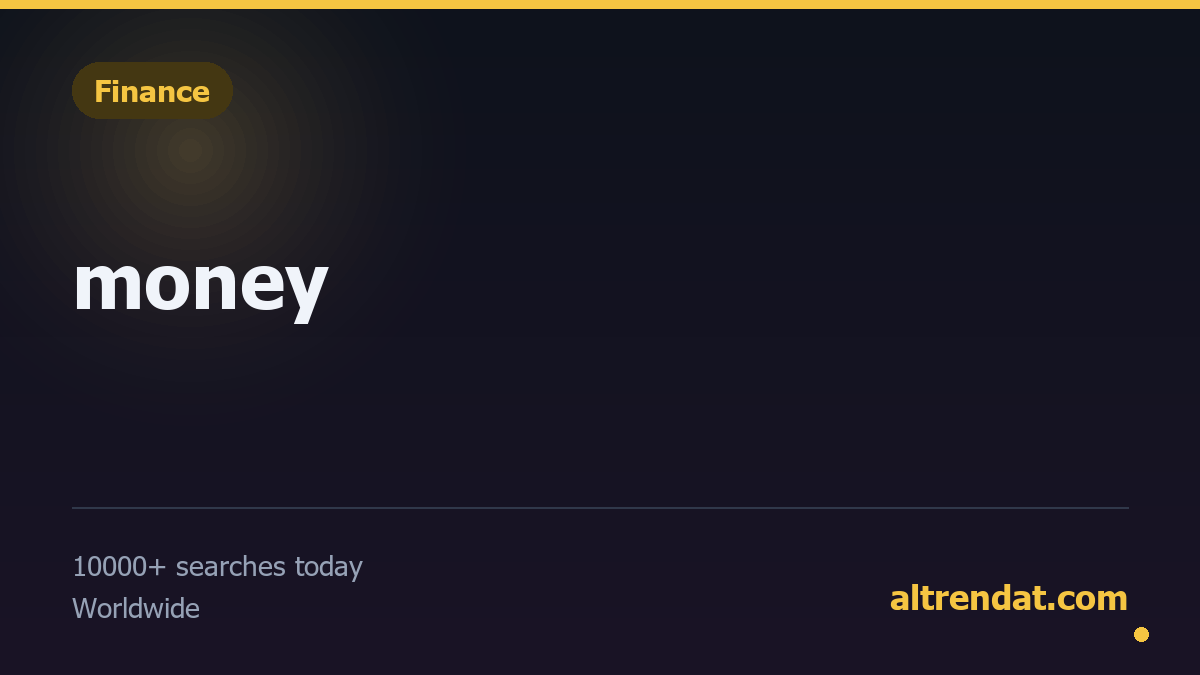 Finance
money
10000+ searches today
Worldwide
altrendat.com